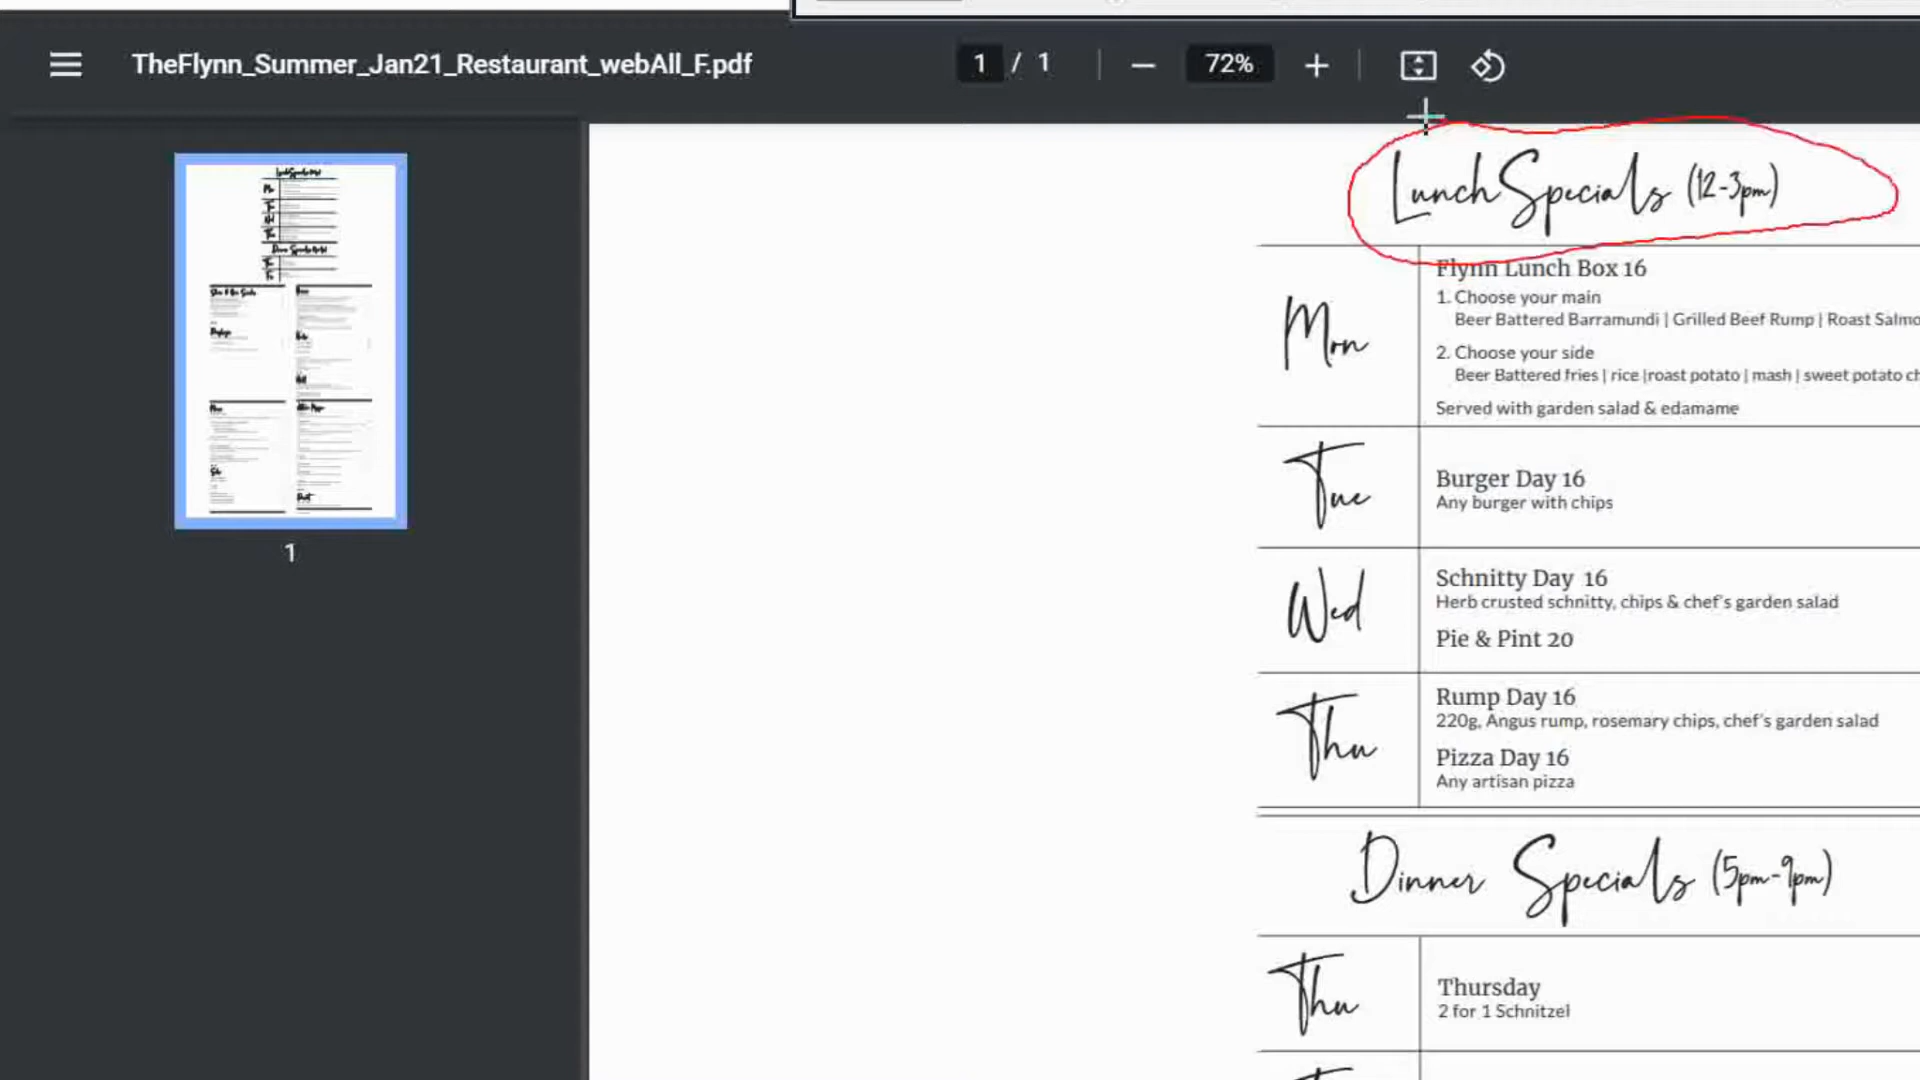 TheFlynn_Summer_Jan21_Restaurant_webAll_F.pdf
1 / 1
72%
Lunch Specials (12-3pm)
Mon
Flynn Lunch Box 16
1. Choose your main
Beer Battered Barramundi | Grilled Beef Rump | Roast Salmo
2. Choose your side
Beer Battered fries | rice |roast potato | mash | sweet potato ch
Served with garden salad & edamame
Tue
Burger Day 16
Any burger with chips
Wed
Schnitty Day 16
Herb crusted schnitty, chips & chef's garden salad
Pie & Pint 20
Thu
Rump Day 16
220g, Angus rump, rosemary chips, chef's garden salad
Pizza Day 16
Any artisan pizza
Dinner Specials (5pm-9pm)
Thu
Thursday
2 for 1 Schnitzel
1